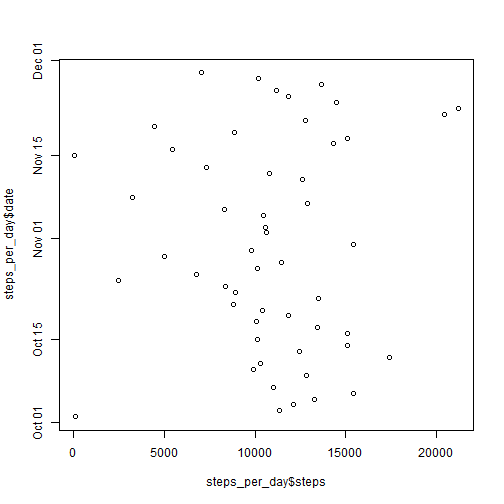 Dec 01
Nov 15
Nov 01
Oct 15
Oct 01
steps_per_day$date
0 5000 10000 15000 20000
steps_per_day$steps